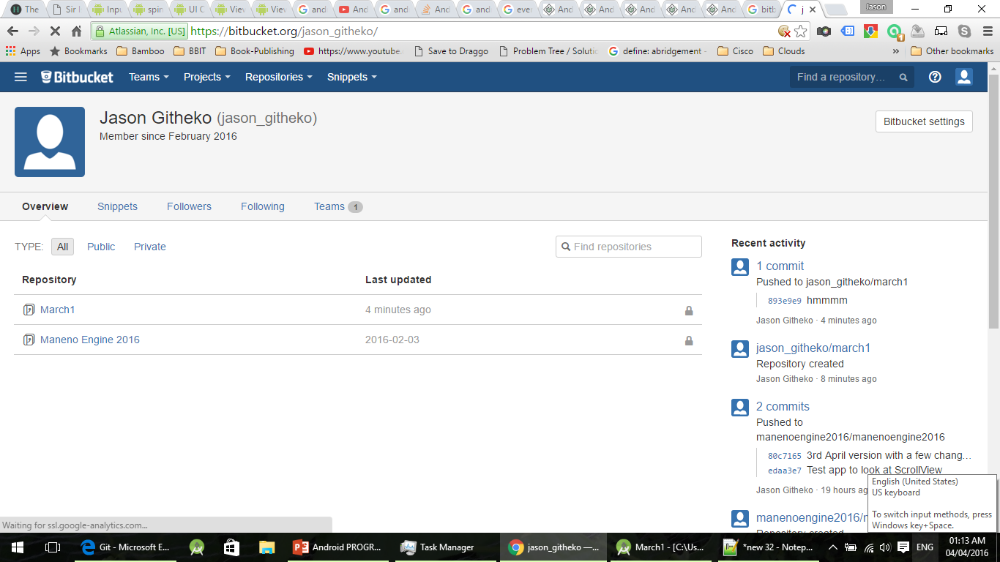 The
Sir
Inpu
spir
UI C
View
View
and
And
and
And
and
ever
And
And
And
And
And
bitb
j
Jason
Atlassian, Inc. [US]
https://bitbucket.org/jason_githeko/
Apps
Bookmarks
Bamboo
BBIT
Book-Publishing
https://www.youtube.
Save to Draggo
Problem Tree / Soluti
define: abridgement -
Cisco
Clouds
»
Other bookmarks
Bitbucket
Teams
Projects
Repositories
Snippets
Find a repository…
Jason Githeko (jason_githeko)
Member since February 2016
Bitbucket settings
Overview
Snippets
Followers
Following
Teams 1
TYPE: All Public Private
Find repositories
Repository Last updated
March1 4 minutes ago
Maneno Engine 2016 2016-02-03
Recent activity
1 commit
Pushed to jason_githeko/march1
893e9e9 hmmmm
Jason Githeko · 4 minutes ago
jason_githeko/march1
Repository created
Jason Githeko · 8 minutes ago
2 commits
Pushed to
manenoengine2016/manenoengine2016
80c7165 3rd April version with a few chang…
edaa3e7 Test app to look at ScrollView
Jason Githeko · 19 hours ag
manenoengine2016/
Repository created
English (United States)
US keyboard
To switch input methods, press
Windows key+Space.
Waiting for ssl.google-analytics.com...
Git - Microsoft E...
Android PROGR...
Task Manager
jason_githeko —...
March1 - [C:\Us...
*new 32 - Notep...
ENG
01:13 AM
04/04/2016